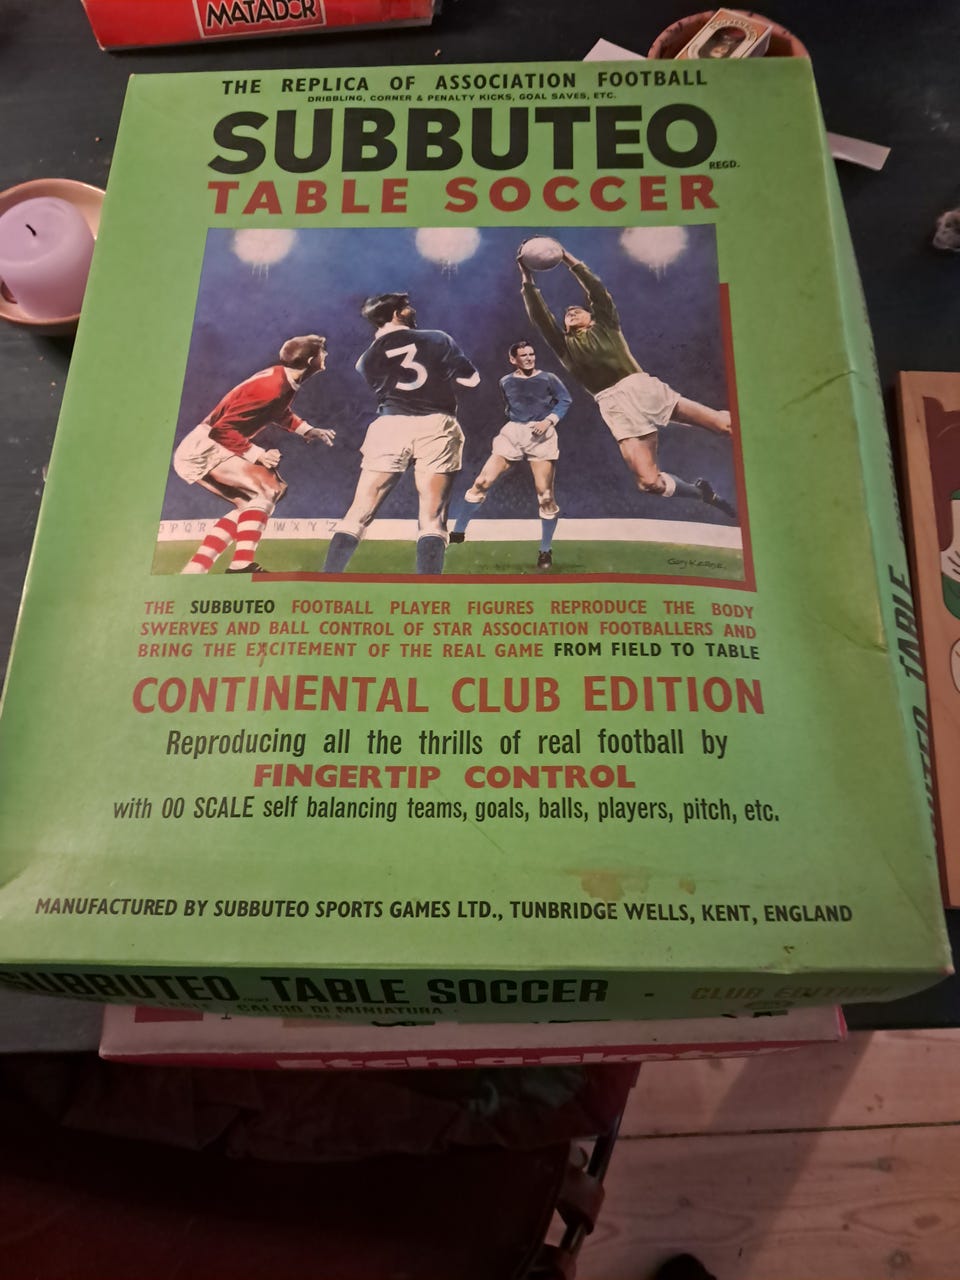 MATADOR
THE REPLICA OF ASSOCIATION FOOTBALL
DRIBBLING, CORNER & PENALTY KICKS, GOAL SAVES, ETC.
SUBBUTEO REGD.
TABLE SOCCER
3
P Q R W X Y Z
THE SUBBUTEO FOOTBALL PLAYER FIGURES REPRODUCE THE BODY
SWERVES AND BALL CONTROL OF STAR ASSOCIATION FOOTBALLERS AND
BRING THE EXCITEMENT OF THE REAL GAME FROM FIELD TO TABLE
CONTINENTAL CLUB EDITION
Reproducing all the thrills of real football by
FINGERTIP CONTROL
with 00 SCALE self balancing teams, goals, balls, players, pitch, etc.
MANUFACTURED BY SUBBUTEO SPORTS GAMES LTD., TUNBRIDGE WELLS, KENT, ENGLAND
SUBBUTEO TABLE SOCCER · CLUB EDITION
CALCIO DI MINIATURA
TABLE